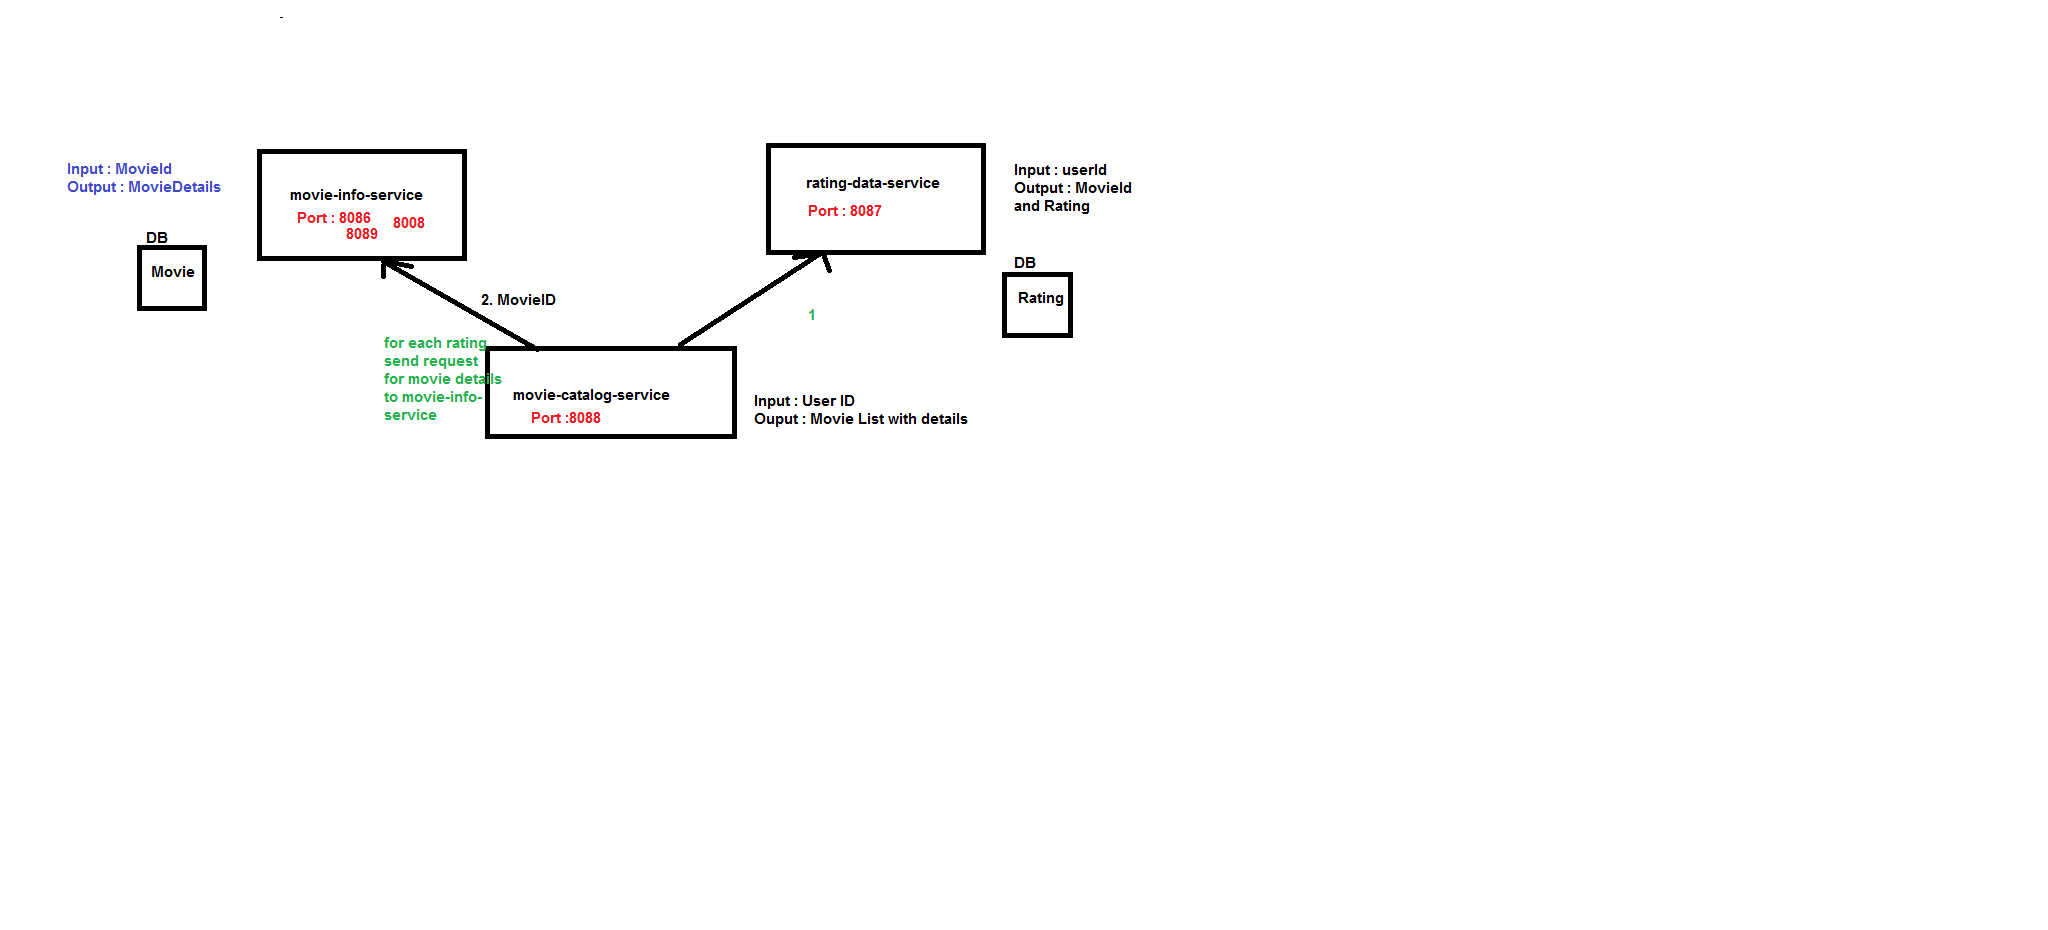 Input : MovieId
Output : MovieDetails
movie-info-service
Port : 8086
8008
8089
DB
Movie
rating-data-service
Port : 8087
Input : userId
Output : MovieId
and Rating
DB
Rating
2. MovieID
1
for each rating
send request
for movie details
to movie-info-
service
movie-catalog-service
Port :8088
Input : User ID
Ouput : Movie List with details